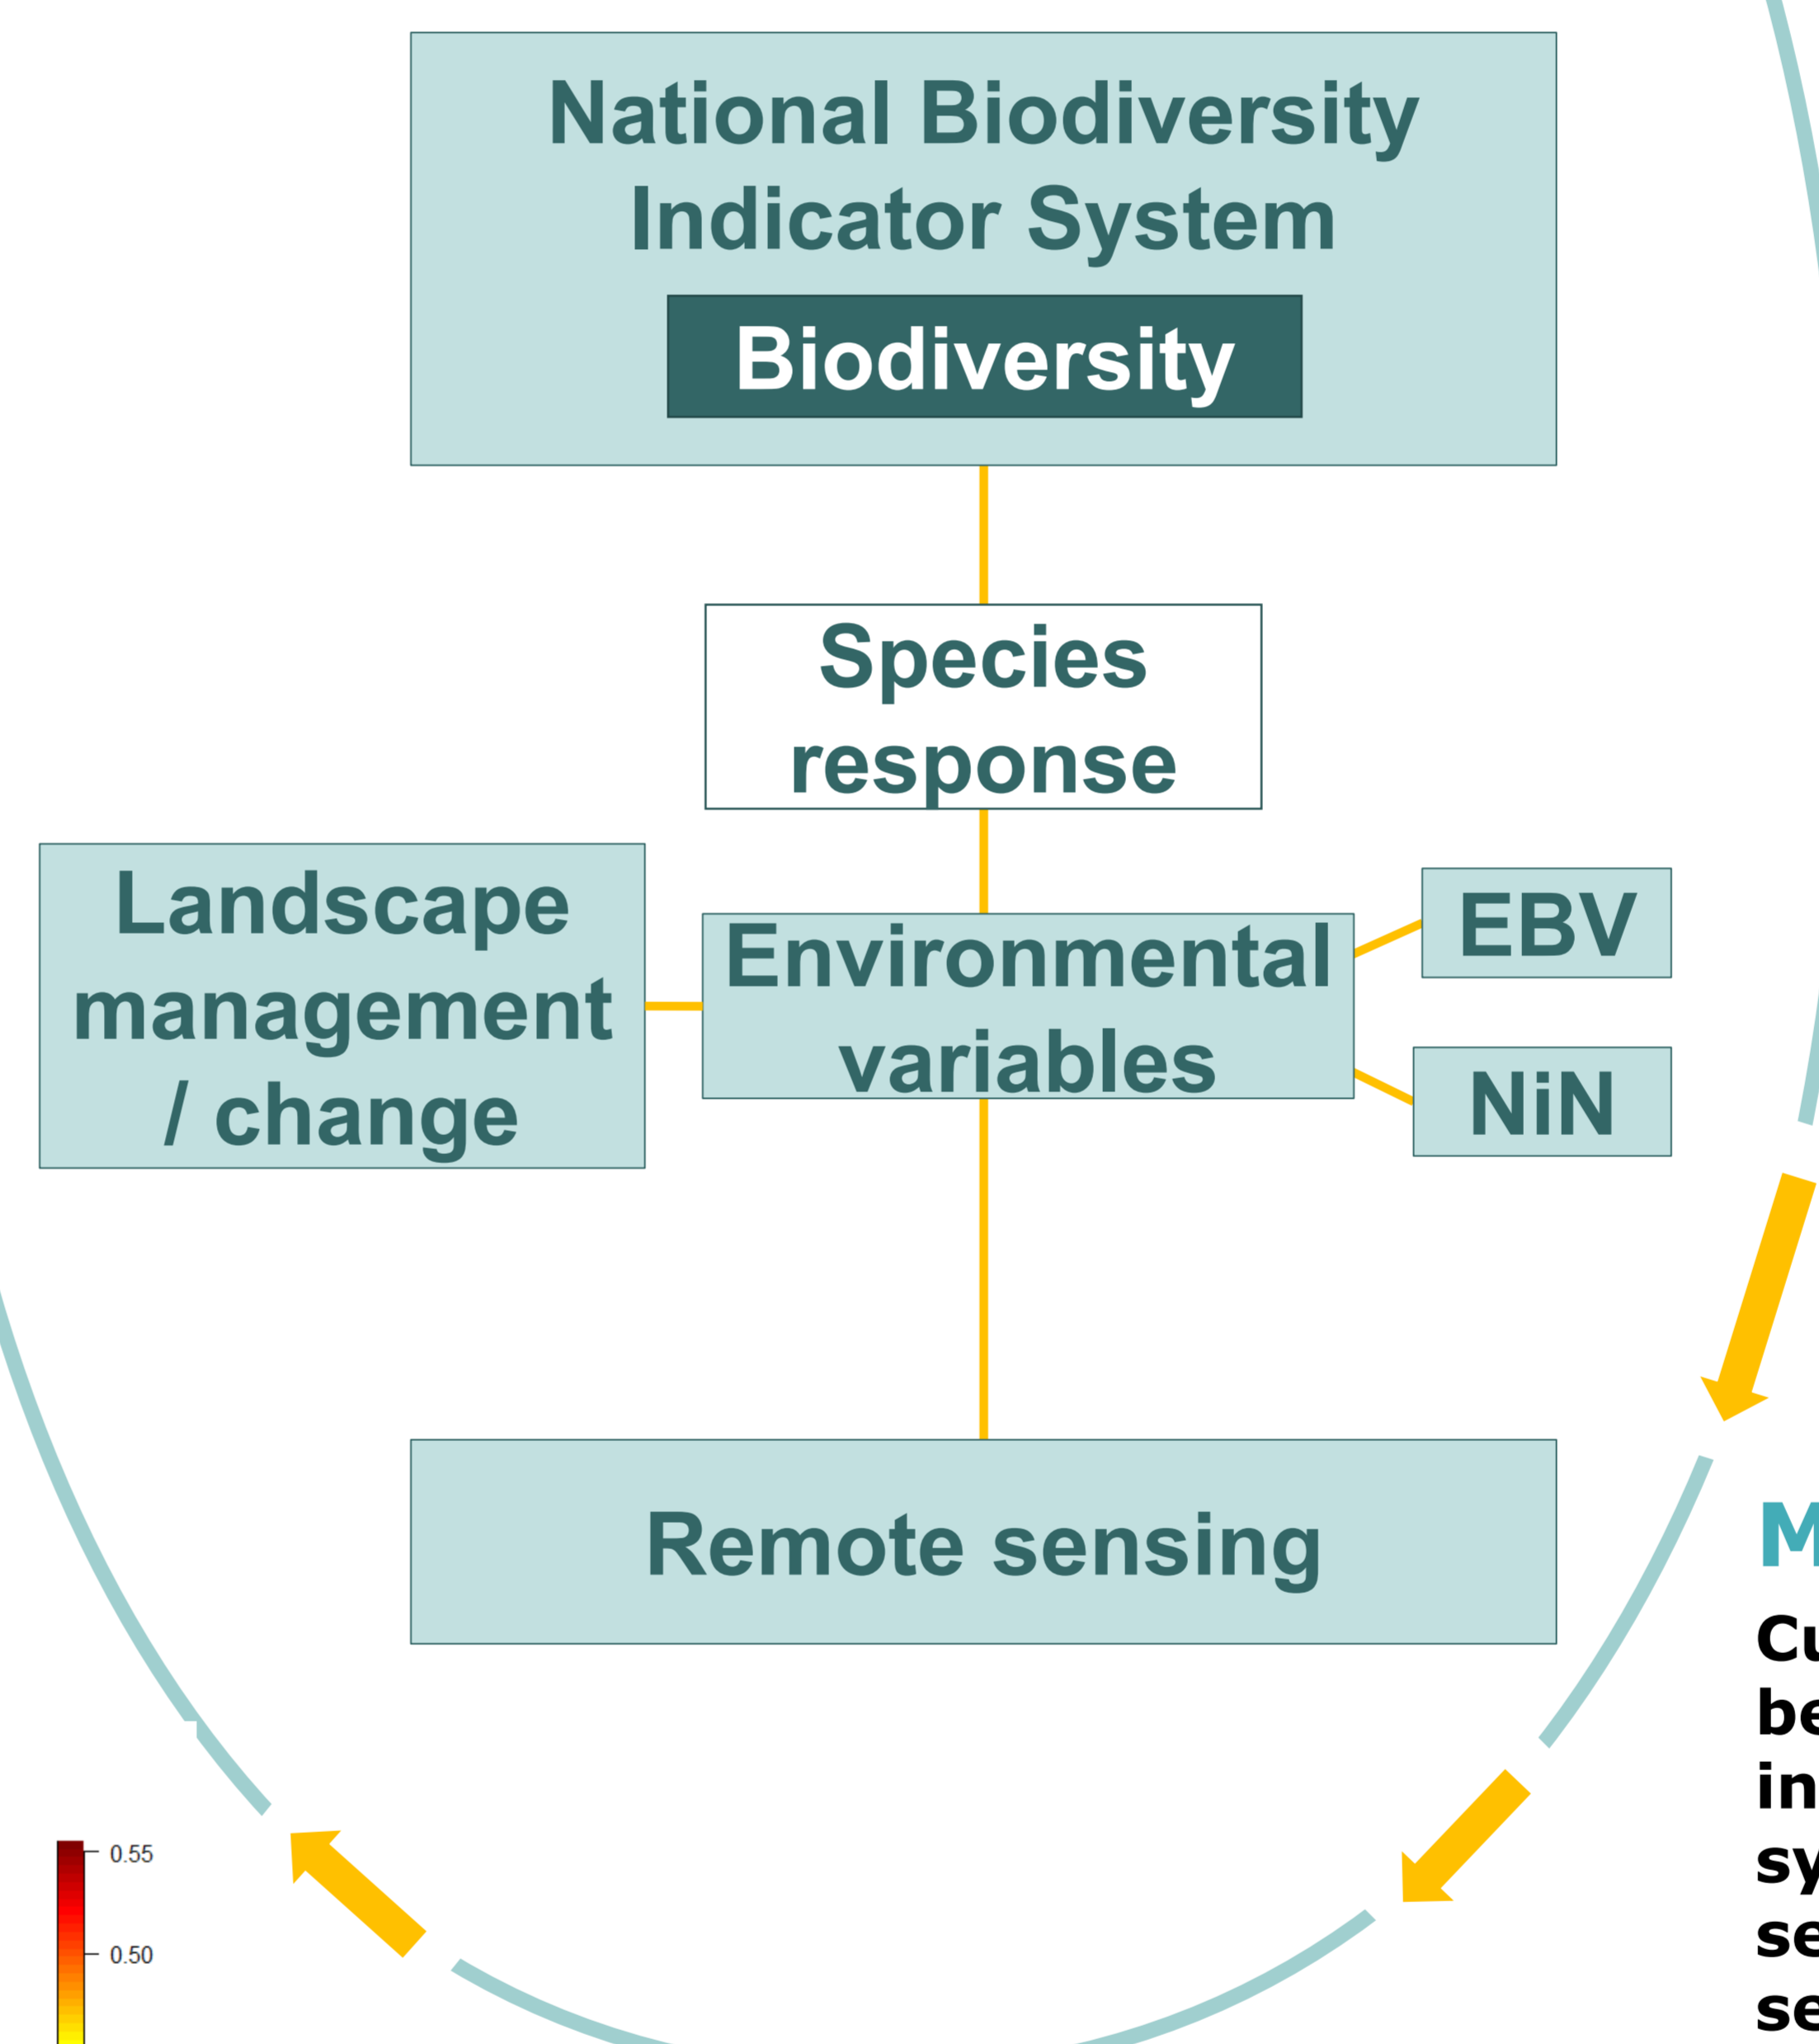 National Biodiversity
Indicator System
Biodiversity
Species
response
Landscape
management
/ change
Environmental
variables
EBV
NiN
Remote sensing
0.55
0.50